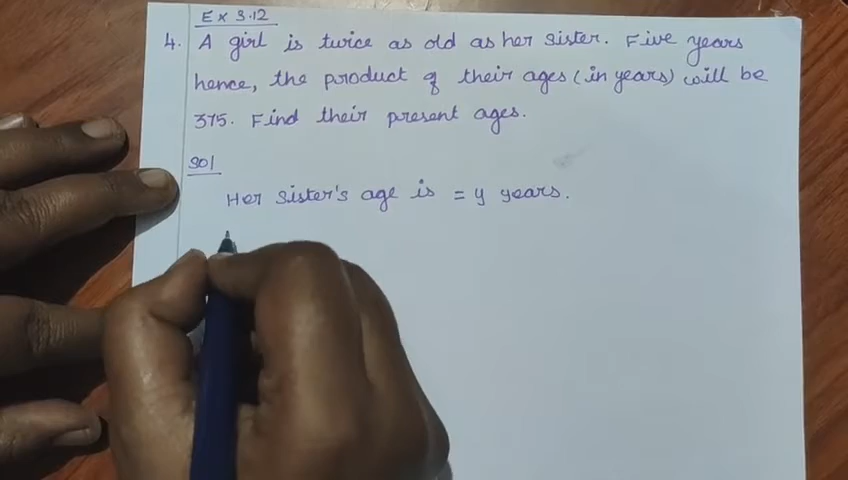 Ex 3.12
4. A girl is twice as old as her sister. Five years
hence, the product of their ages (in years) will be
375. Find their present ages.
Sol
Her sister's age is = y years.